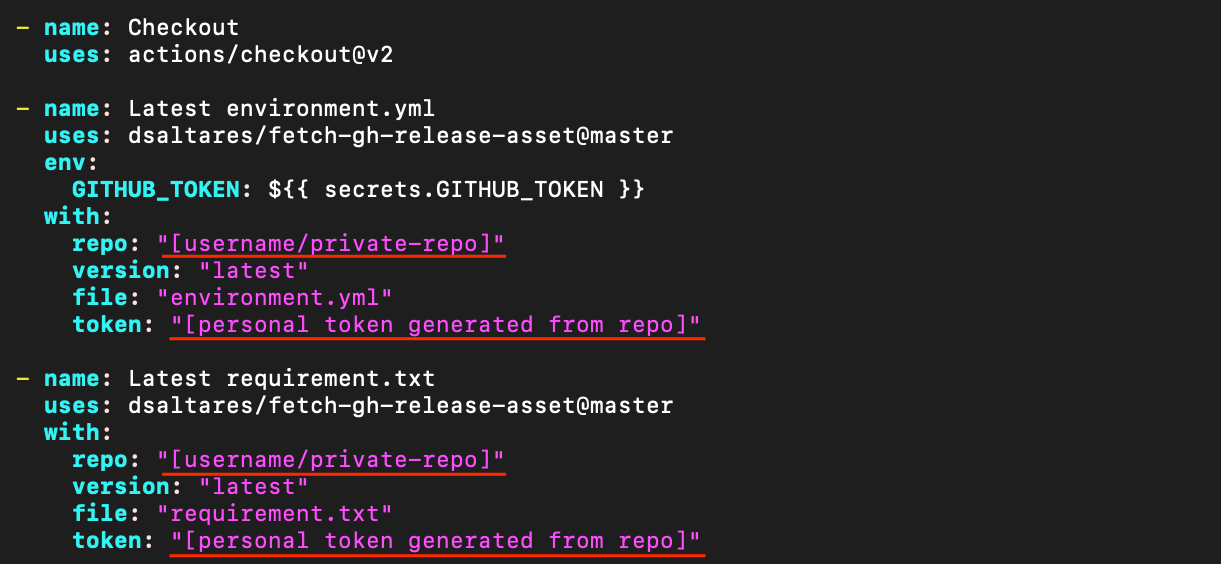 - name: Checkout
  uses: actions/checkout@v2

- name: Latest environment.yml
  uses: dsaltares/fetch-gh-release-asset@master
  env:
    GITHUB_TOKEN: ${{ secrets.GITHUB_TOKEN }}
  with:
    repo: "[username/private-repo]"
    version: "latest"
    file: "environment.yml"
    token: "[personal token generated from repo]"

- name: Latest requirement.txt
  uses: dsaltares/fetch-gh-release-asset@master
  with:
    repo: "[username/private-repo]"
    version: "latest"
    file: "requirement.txt"
    token: "[personal token generated from repo]"